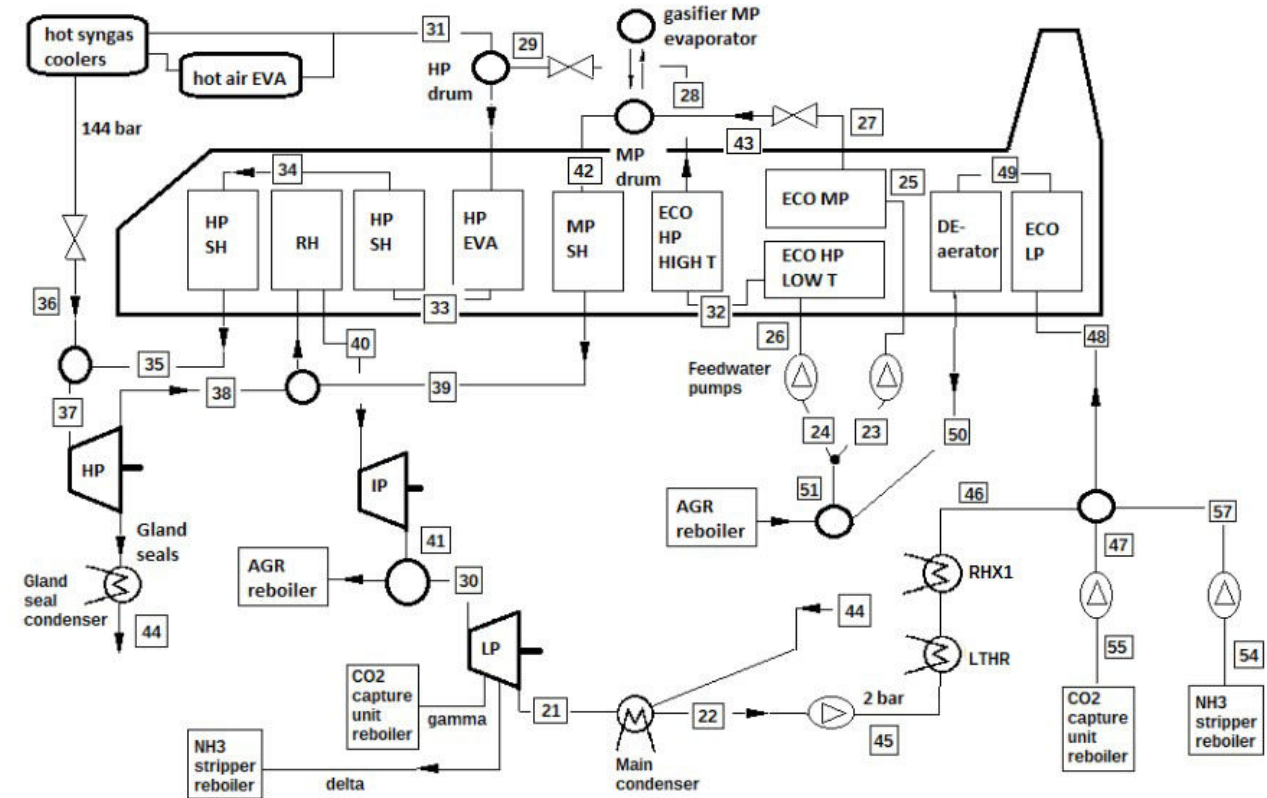 hot syngas
coolers
31
29
gasifier MP
evaporator
hot air EVA
HP
drum
28
27
144 bar
43
34
42
MP
drum
25
49
HP
SH
RH
HP
SH
HP
EVA
MP
SH
ECO
HP
HIGH T
ECO MP
ECO HP
LOW T
DE-
aerator
ECO
LP
36
33
32
40
26
48
35
Feedwater
pumps
38
39
37
24
23
50
HP
IP
51
46
AGR
reboiler
57
Gland
seals
41
47
AGR
reboiler
30
RHX1
Gland
seal
condenser
44
44
LP
LTHR
55
54
CO2
capture
unit
reboiler
gamma
21
22
2 bar
45
CO2
capture
unit
reboiler
NH3
stripper
reboiler
NH3
stripper
reboiler
delta
Main
condenser